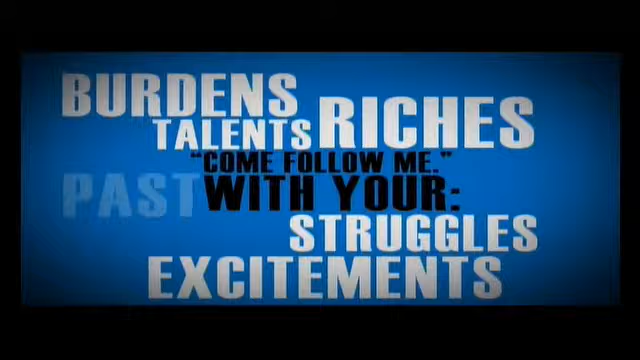 BURDENS
TALENTS RICHES
“COME FOLLOW ME.”
PAST WITH YOUR:
STRUGGLES
EXCITEMENTS